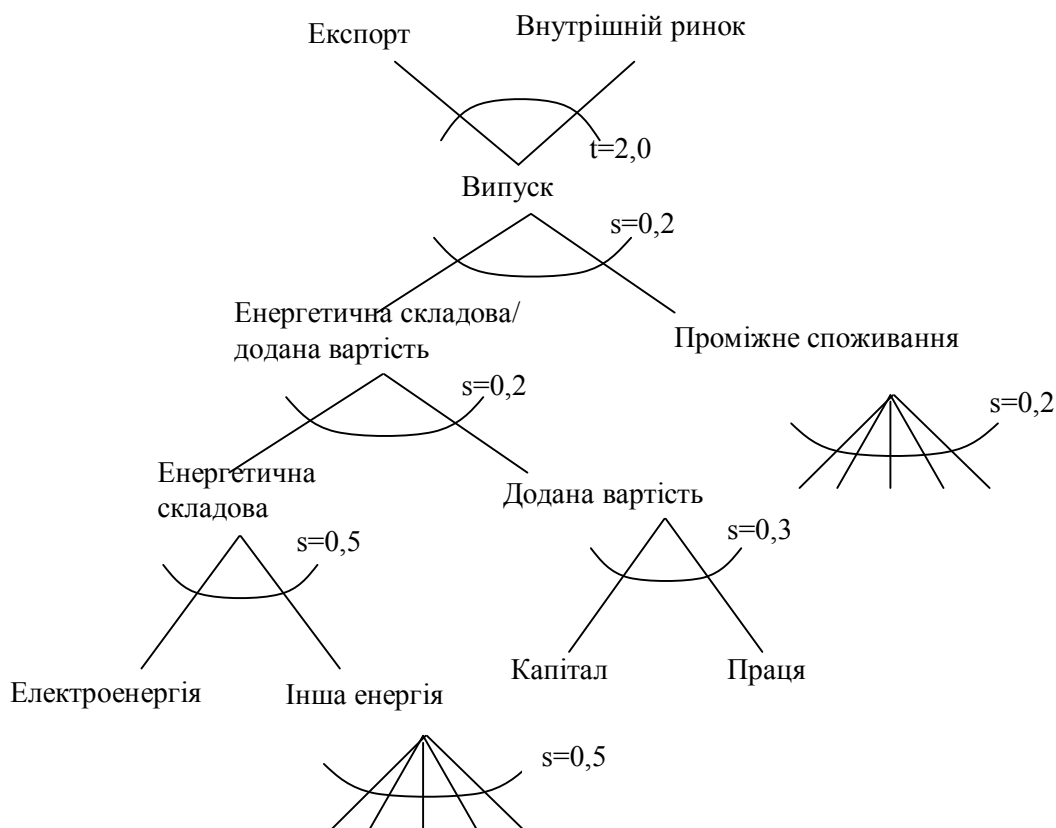 Експорт
Внутрішній ринок
t=2,0
Випуск
s=0,2
Енергетична складова/
додана вартість
Проміжне споживання
s=0,2
s=0,2
Енергетична
складова
Додана вартість
s=0,5
s=0,3
Електроенергія
Інша енергія
Капітал
Праця
s=0,5